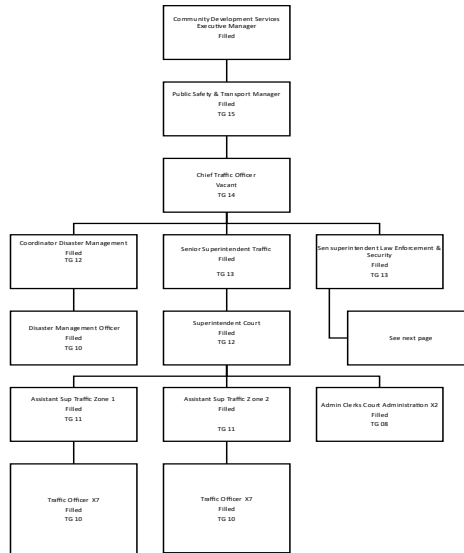 Community Development Services
Executive Manager
Filled
Public Safety & Transport Manager
Filled
TG 15
Chief Traffic Officer
Vacant
TG 14
Coordinator Disaster Management
Filled
TG 12
Senior Superintendent Traffic
Filled
TG 13
Sen superintendent Law Enforcement &
Security
Filled
TG 13
Disaster Management Officer
Filled
TG 10
Superintendent Court
Filled
TG 12
See next page
Assistant Sup Traffic Zone 1
Filled
TG 11
Assistant Sup Traffic Zone 2
Filled
TG 11
Admin Clerks Court Administration X2
Filled
TG 08
Traffic Officer X7
Filled
TG 10
Traffic Officer X7
Filled
TG 10